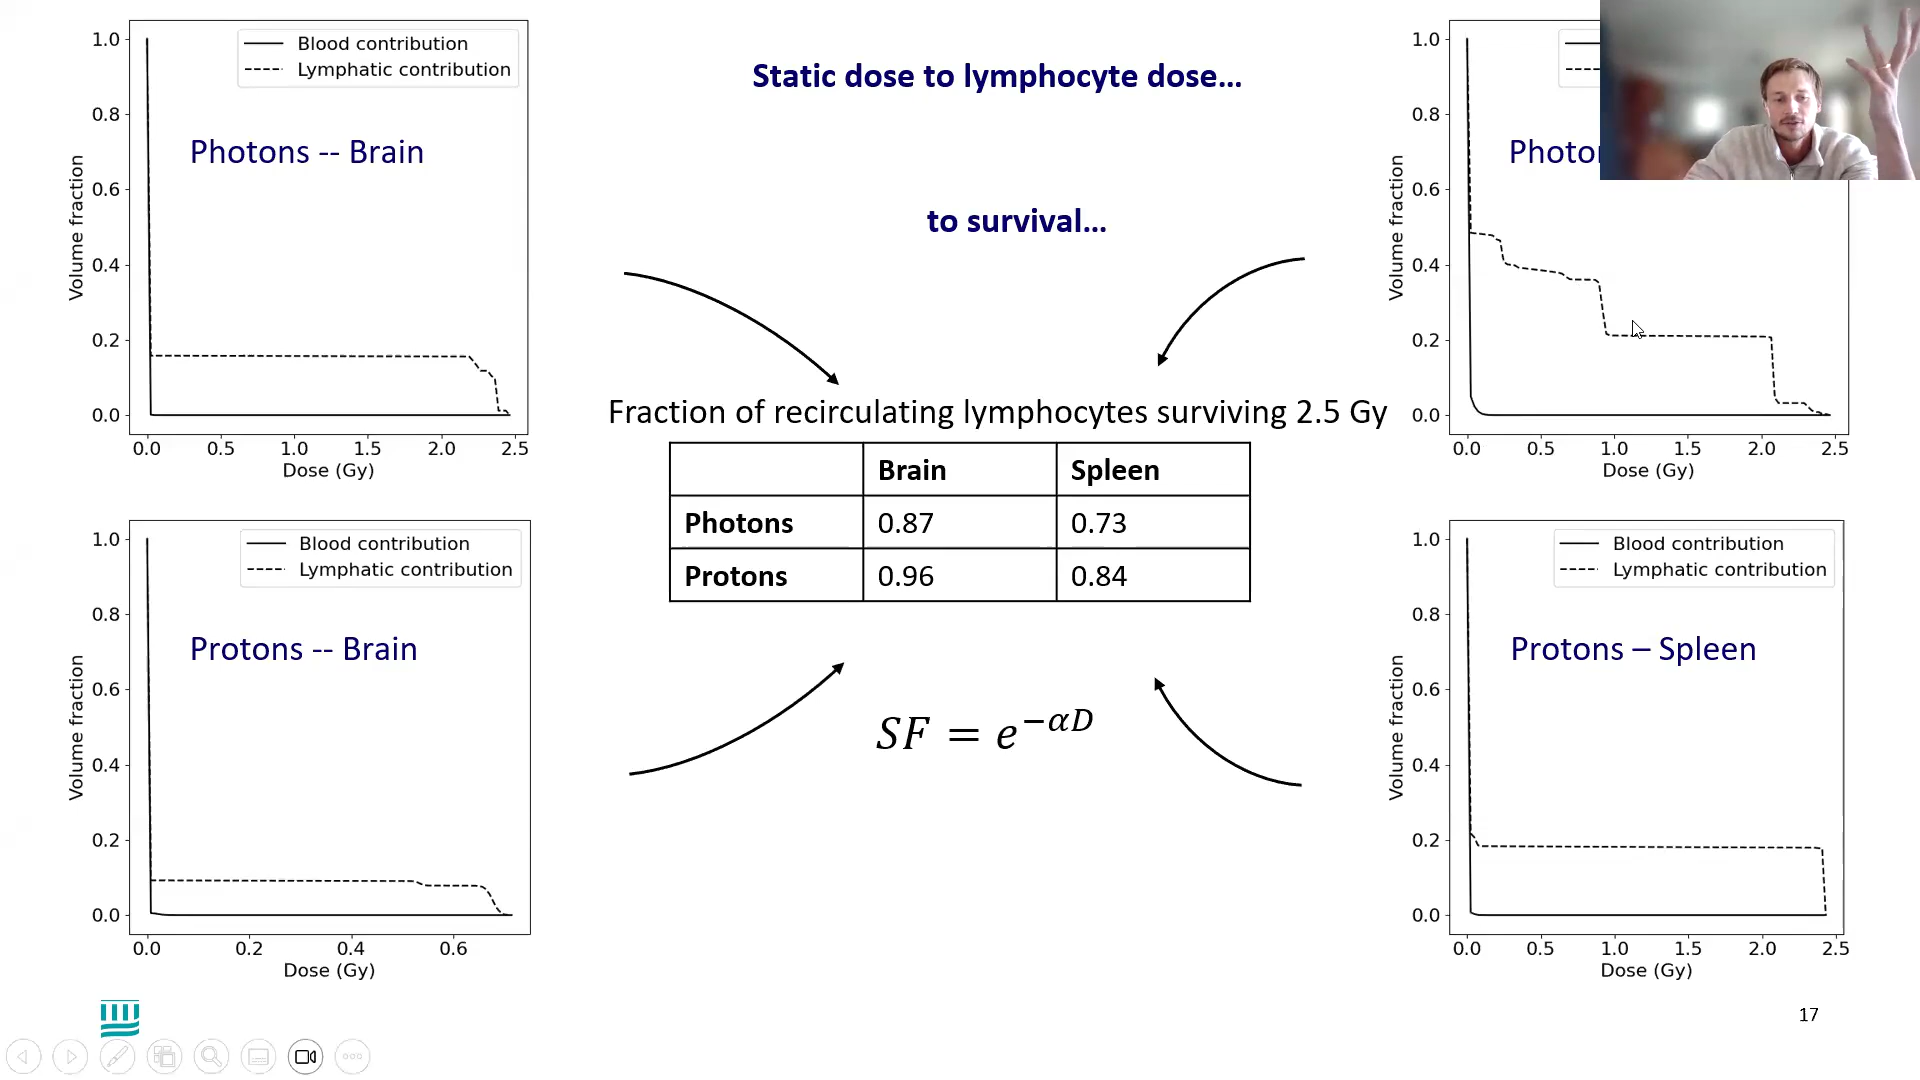 Static dose to lymphocyte dose...
to survival...
1.0
0.8
0.6
0.4
0.2
0.0
Volume fraction
Blood contribution
Lymphatic contribution
Photons -- Brain
0.0 0.5 1.0 1.5 2.0 2.5
Dose (Gy)
1.0
0.8
0.6
0.4
0.2
0.0
Volume fraction
0.0 0.5 1.0 1.5 2.0 2.5
Dose (Gy)
Fraction of recirculating lymphocytes surviving 2.5 Gy
Brain Spleen
Photons 0.87 0.73
Protons 0.96 0.84
SF = e^{-αD}
1.0
0.8
0.6
0.4
0.2
0.0
Volume fraction
Blood contribution
Lymphatic contribution
Protons -- Brain
0.0 0.2 0.4 0.6
Dose (Gy)
1.0
0.8
0.6
0.4
0.2
0.0
Volume fraction
Blood contribution
Lymphatic contribution
Protons – Spleen
0.0 0.5 1.0 1.5 2.0 2.5
Dose (Gy)
17